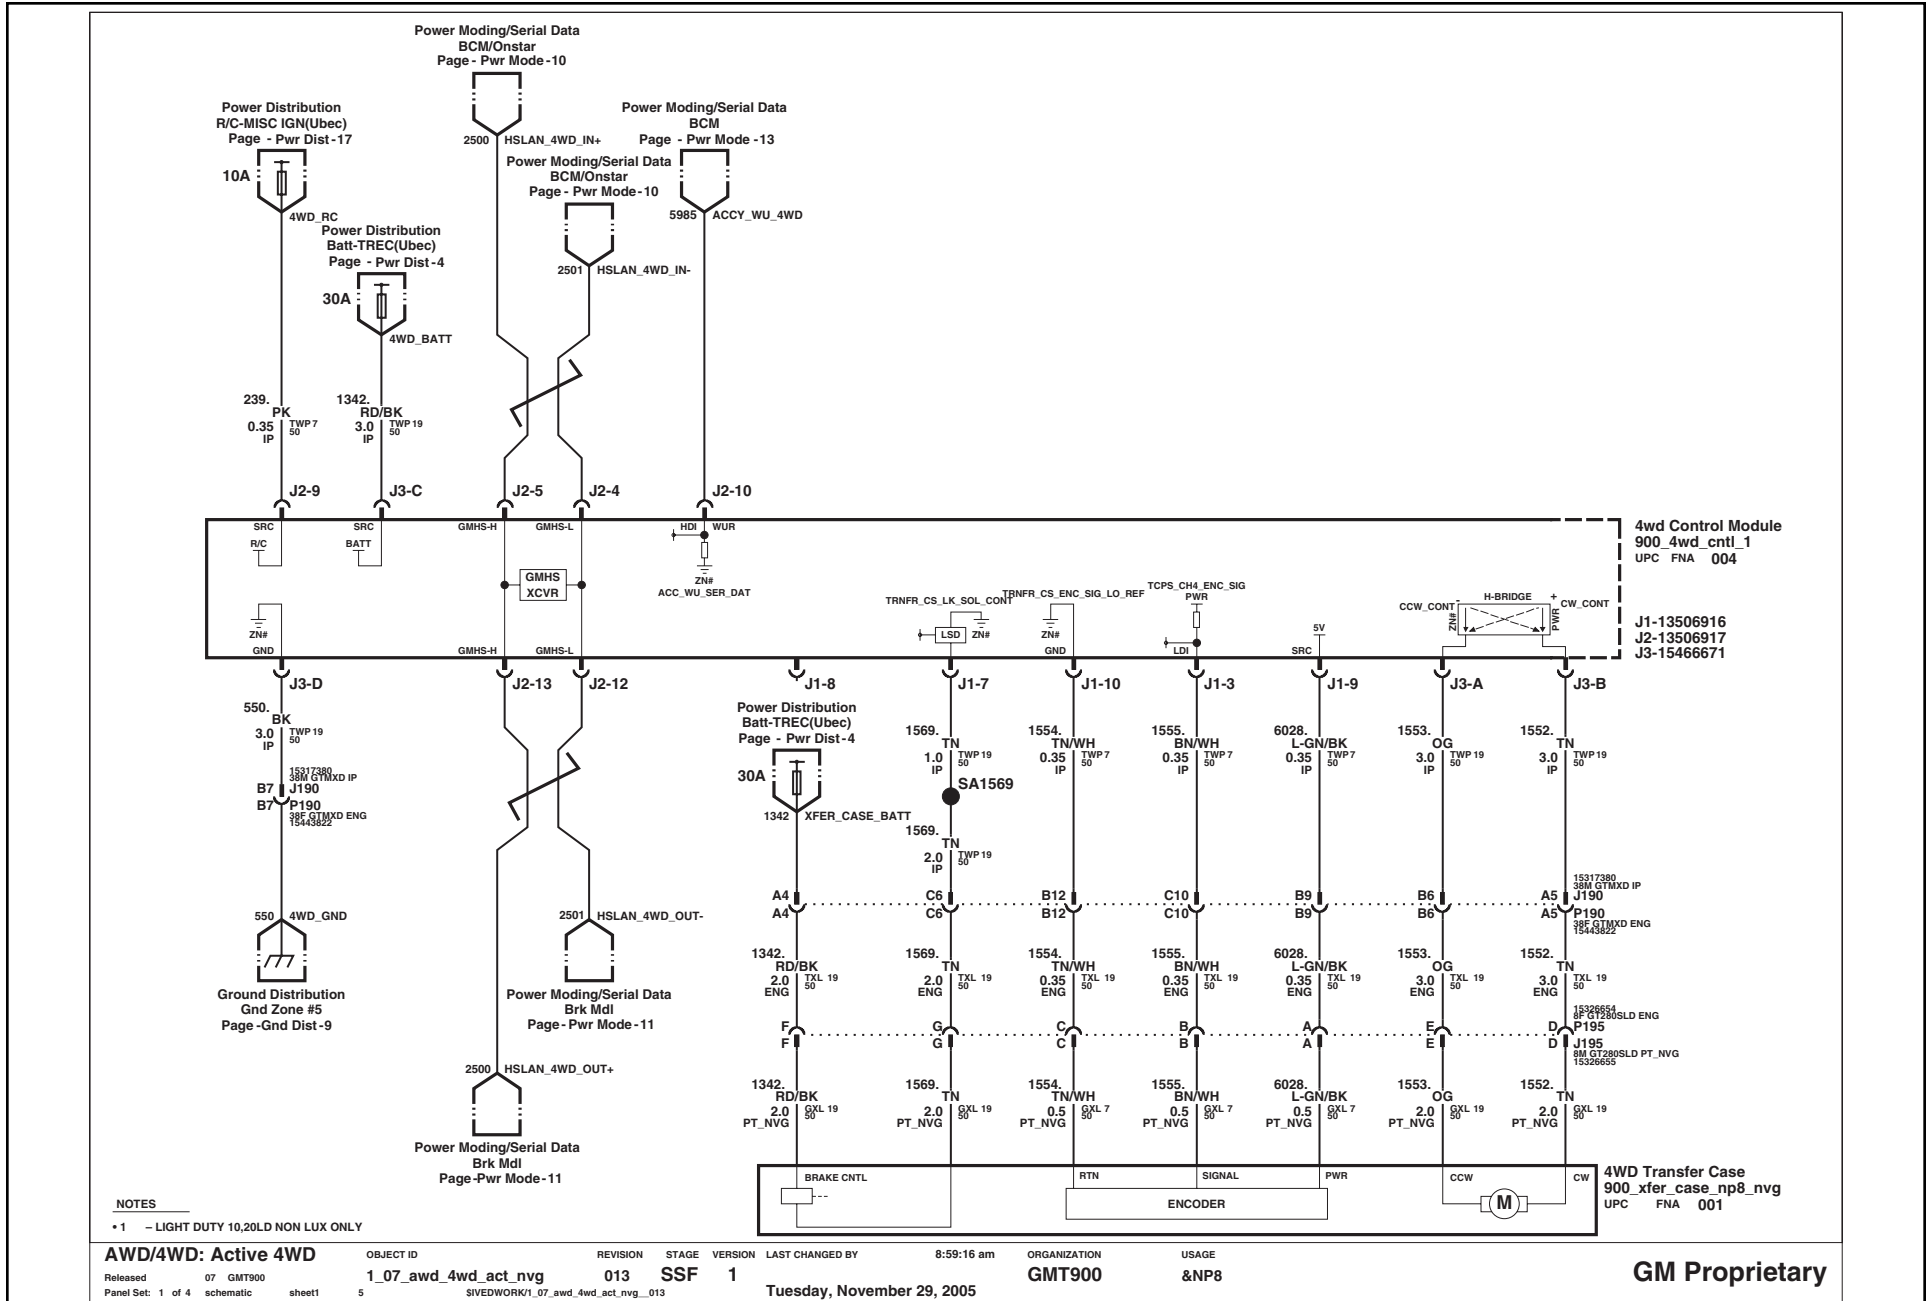 Power Moding/Serial Data
BCM/Onstar
Page - Pwr Mode -10
Power Distribution
R/C-MISC IGN(Ubec)
Page - Pwr Dist-17
10A
4WD_RC
Power Distribution
Batt-TREC(Ubec)
Page - Pwr Dist-4
30A
4WD_BATT
2500 HSLAN_4WD_IN+
Power Moding/Serial Data
BCM/Onstar
Page - Pwr Mode-10
2501 HSLAN_4WD_IN-
Power Moding/Serial Data
BCM
Page - Pwr Mode -13
5985 ACCY_WU_4WD
239.
PK
0.35 TWP 7
50
IP
1342.
RD/BK
3.0 TWP 19
50
IP
J2-9 J3-C J2-5 J2-4 J2-10
SRC SRC GMHS-H GMHS-L HDI WUR
R/C BATT
ZN#
ACC_WU_SER_DAT
GMHS
XCVR
4wd Control Module
900_4wd_cntl_1
UPC FNA 004
J1-13506916
J2-13506917
J3-15466671
TRNFR_CS_LK_SOL_CONT
LSD ZN#
TRNFR_CS_ENC_SIG_LO_REF
ZN#
TCPS_CH4_ENC_SIG
PWR
5V
CCW_CONT - H-BRIDGE + CW_CONT
ZN# PWR
ZN#
GND GMHS-H GMHS-L GND LDI SRC
J3-D J2-13 J2-12 J1-8 J1-7 J1-10 J1-3 J1-9 J3-A J3-B
550.
BK
3.0 TWP 19
50
IP
15317380
38M GTMXD IP
B7 J190
B7 P190
38F GTMXD ENG
15443822
550 4WD_GND
Ground Distribution
Gnd Zone #5
Page -Gnd Dist-9
2501 HSLAN_4WD_OUT-
Power Moding/Serial Data
Brk Mdl
Page- Pwr Mode -11
2500 HSLAN_4WD_OUT+
Power Moding/Serial Data
Brk Mdl
Page-Pwr Mode-11
Power Distribution
Batt-TREC(Ubec)
Page - Pwr Dist-4
30A
1342 XFER_CASE_BATT
1569.
TN
1.0 TWP 19
50
IP
SA1569
1569.
TN
2.0 TWP 19
50
IP
1554.
TN/WH
0.35 TWP 7
50
IP
1555.
BN/WH
0.35 TWP 7
50
IP
6028.
L-GN/BK
0.35 TWP 7
50
IP
1553.
OG
3.0 TWP 19
50
IP
1552.
TN
3.0 TWP 19
50
IP
15317380
38M GTMXD IP
A4 C6 B12 C10 B9 B6 A5 J190
A4 C6 B12 C10 B9 B6 A5 P190
38F GTMXD ENG
15443822
1342.
RD/BK
2.0 TXL 19
50
ENG
1569.
TN
2.0 TXL 19
50
ENG
1554.
TN/WH
0.35 TXL 19
50
ENG
1555.
BN/WH
0.35 TXL 19
50
ENG
6028.
L-GN/BK
0.35 TXL 19
50
ENG
1553.
OG
3.0 TXL 19
50
ENG
1552.
TN
3.0 TXL 19
50
ENG
15326654
8F GT280SLD ENG
F G C B A E D P195
F G C B A E D J195
8M GT280SLD PT_NVG
15326655
1342.
RD/BK
2.0 GXL 19
50
PT_NVG
1569.
TN
2.0 GXL 19
50
PT_NVG
1554.
TN/WH
0.5 GXL 7
50
PT_NVG
1555.
BN/WH
0.5 GXL 7
50
PT_NVG
6028.
L-GN/BK
0.5 GXL 7
50
PT_NVG
1553.
OG
2.0 GXL 19
50
PT_NVG
1552.
TN
2.0 GXL 19
50
PT_NVG
BRAKE CNTL RTN SIGNAL PWR CCW CW
ENCODER
M
4WD Transfer Case
900_xfer_case_np8_nvg
UPC FNA 001
NOTES
• 1 – LIGHT DUTY 10,20LD NON LUX ONLY
AWD/4WD: Active 4WD
Released 07 GMT900
Panel Set: 1 of 4 schematic sheet1 5
OBJECT ID
1_07_awd_4wd_act_nvg
$IVEDWORK/1_07_awd_4wd_act_nvg__013
REVISION
013
STAGE
SSF
VERSION
1
LAST CHANGED BY 8:59:16 am
Tuesday, November 29, 2005
ORGANIZATION
GMT900
USAGE
&NP8
GM Proprietary